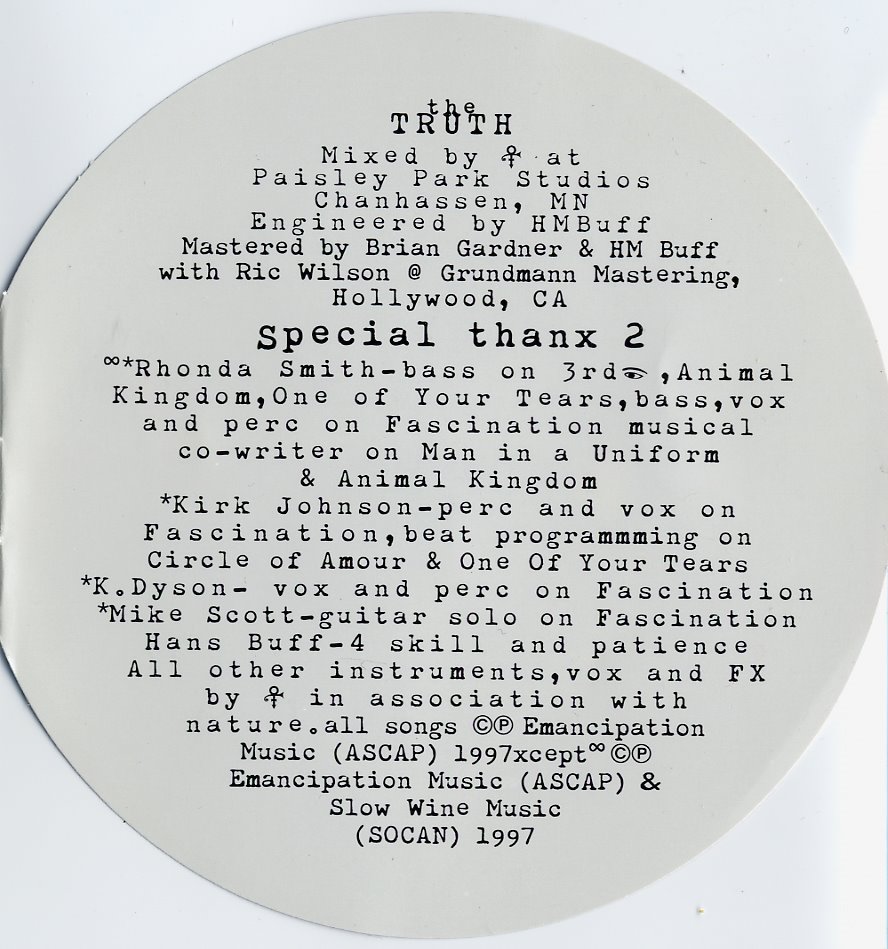 the
TRUTH
Mixed by at
Paisley Park Studios
Chanhassen, MN
Engineered by HMBuff
Mastered by Brian Gardner & HM Buff
with Ric Wilson @ Grundmann Mastering,
Hollywood, CA
Special thanx 2
∞*Rhonda Smith-bass on 3rd👁,Animal
Kingdom,One of Your Tears,bass,vox
and perc on Fascination musical
co-writer on Man in a Uniform
& Animal Kingdom
*Kirk Johnson-perc and vox on
Fascination,beat programmming on
Circle of Amour & One Of Your Tears
*K.Dyson- vox and perc on Fascination
*Mike Scott-guitar solo on Fascination
Hans Buff-4 skill and patience
All other instruments,vox and FX
by in association with
nature.all songs ©℗ Emancipation
Music (ASCAP) 1997xcept∞ ©℗
Emancipation Music (ASCAP) &
Slow Wine Music
(SOCAN) 1997